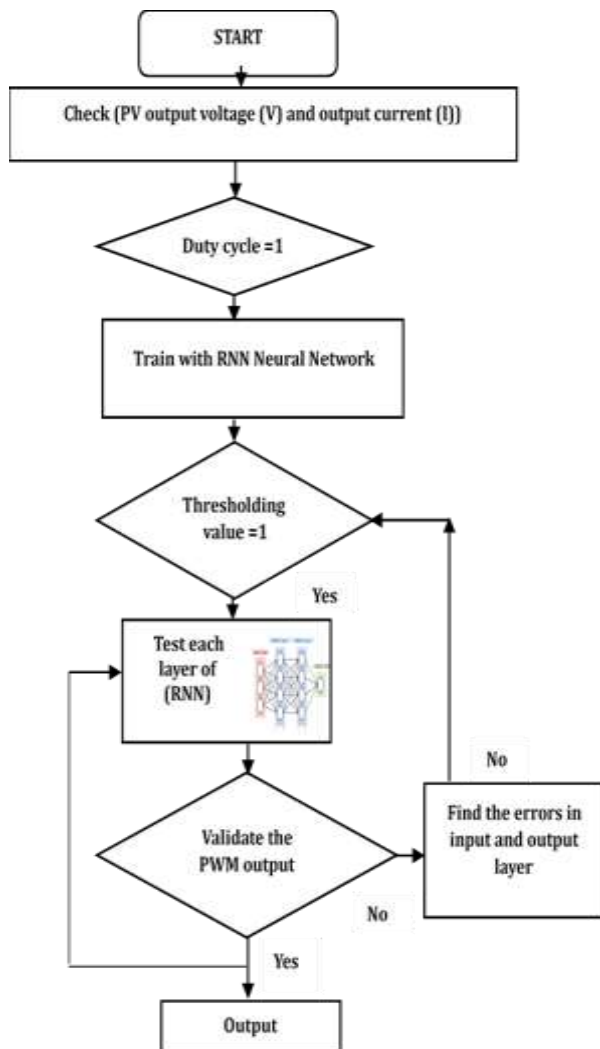 START
Check (PV output voltage (V) and output current (I))
Duty cycle =1
Train with RNN Neural Network
Thresholding
value =1
Yes
Test each
layer of
(RNN)
No
Find the errors in
input and output
layer
Validate the
PWM output
No
Yes
Output